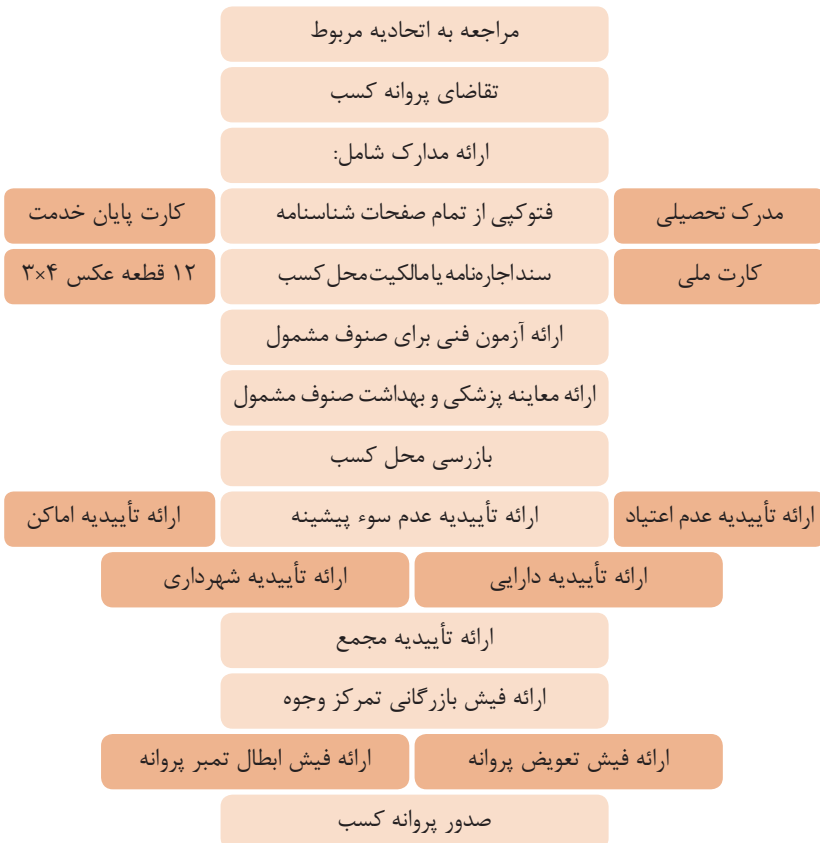 مراجعه به اتحادیه مربوط
تقاضای پروانه کسب
ارائه مدارک شامل:
مدرک تحصیلی
فتوکپی از تمام صفحات شناسنامه
کارت پایان خدمت
کارت ملی
سند اجاره‌نامه یا مالکیت محل کسب
۱۲ قطعه عکس ۴×۳
ارائه آزمون فنی برای صنوف مشمول
ارائه معاینه پزشکی و بهداشت صنوف مشمول
بازرسی محل کسب
ارائه تأییدیه عدم اعتیاد
ارائه تأییدیه عدم سوء پیشینه
ارائه تأییدیه اماکن
ارائه تأییدیه دارایی
ارائه تأییدیه شهرداری
ارائه تأییدیه مجمع
ارائه فیش بازرگانی تمرکز وجوه
ارائه فیش تعویض پروانه
ارائه فیش ابطال تمبر پروانه
صدور پروانه کسب